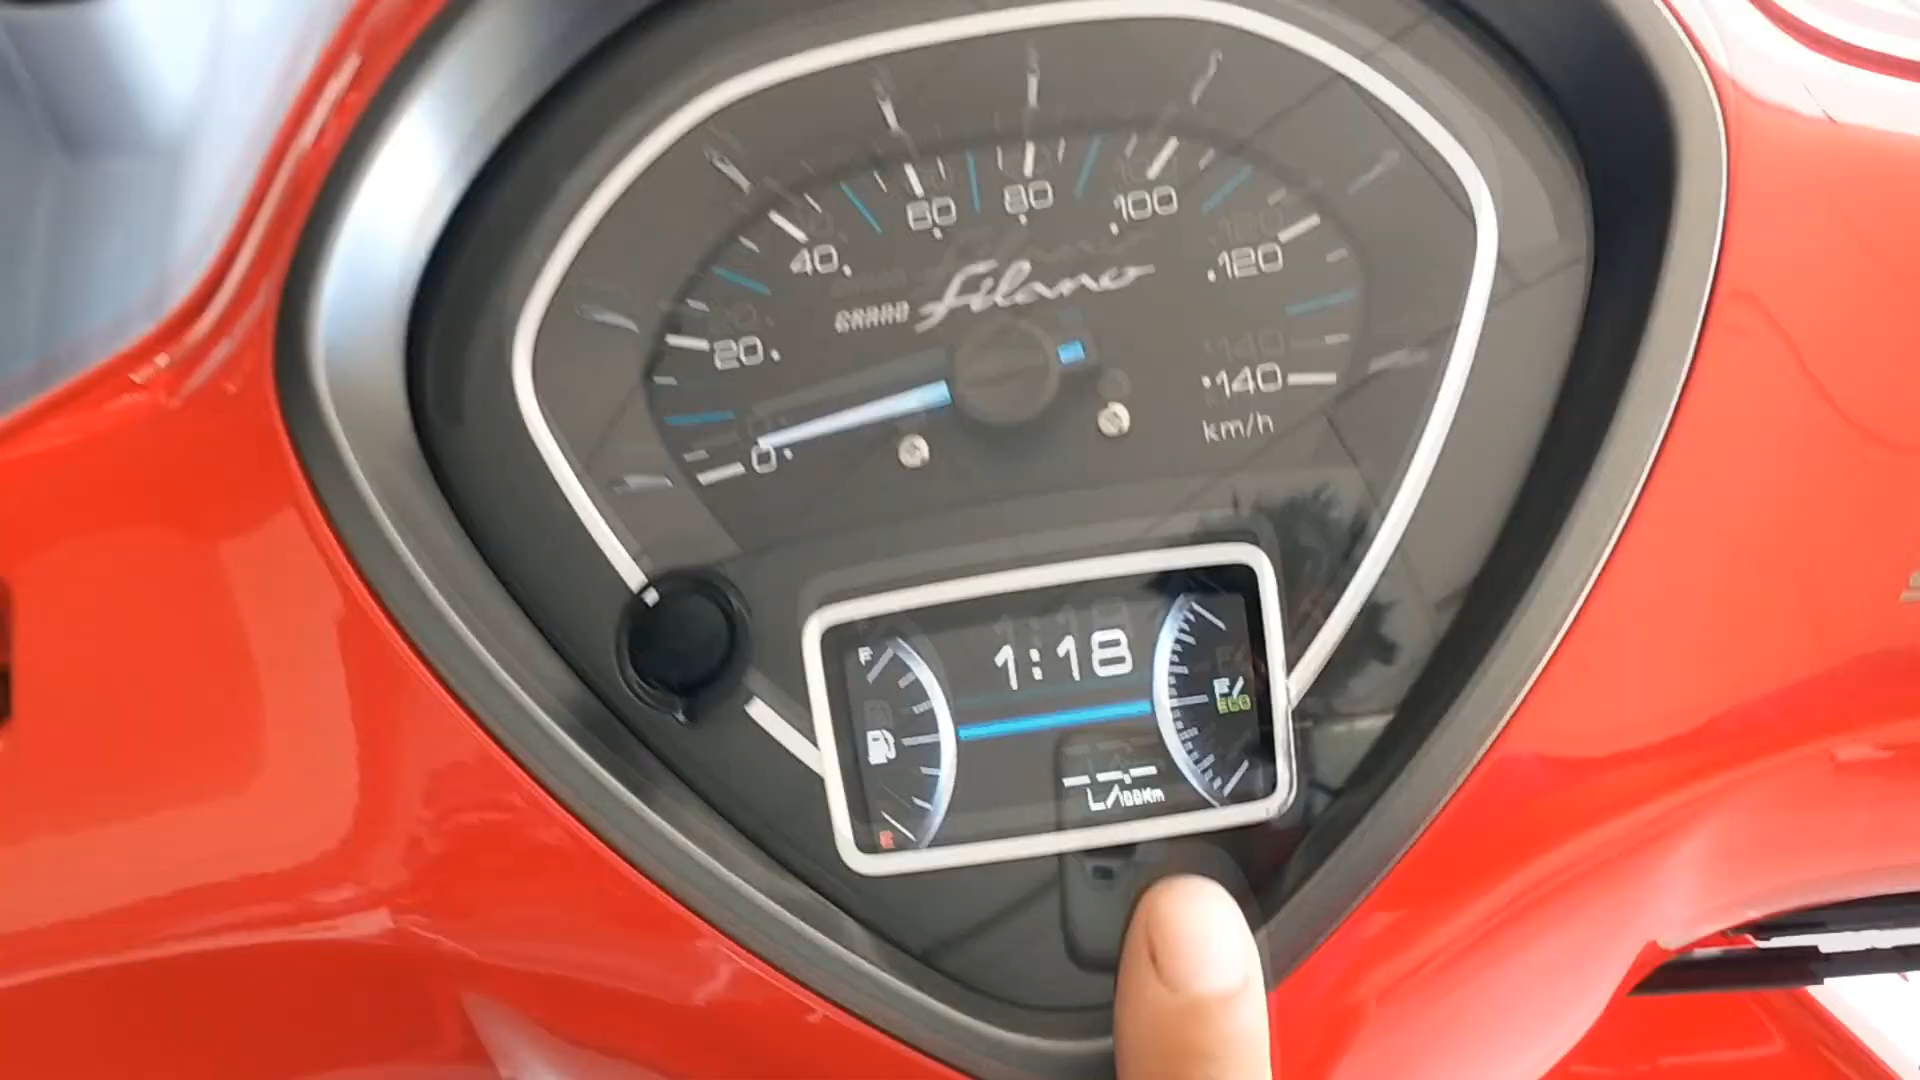 60 80 100
40 120
GRAND Filano
20 140
km/h
0
F 1:18
F/ECO
-- --.-
L/100Km
E